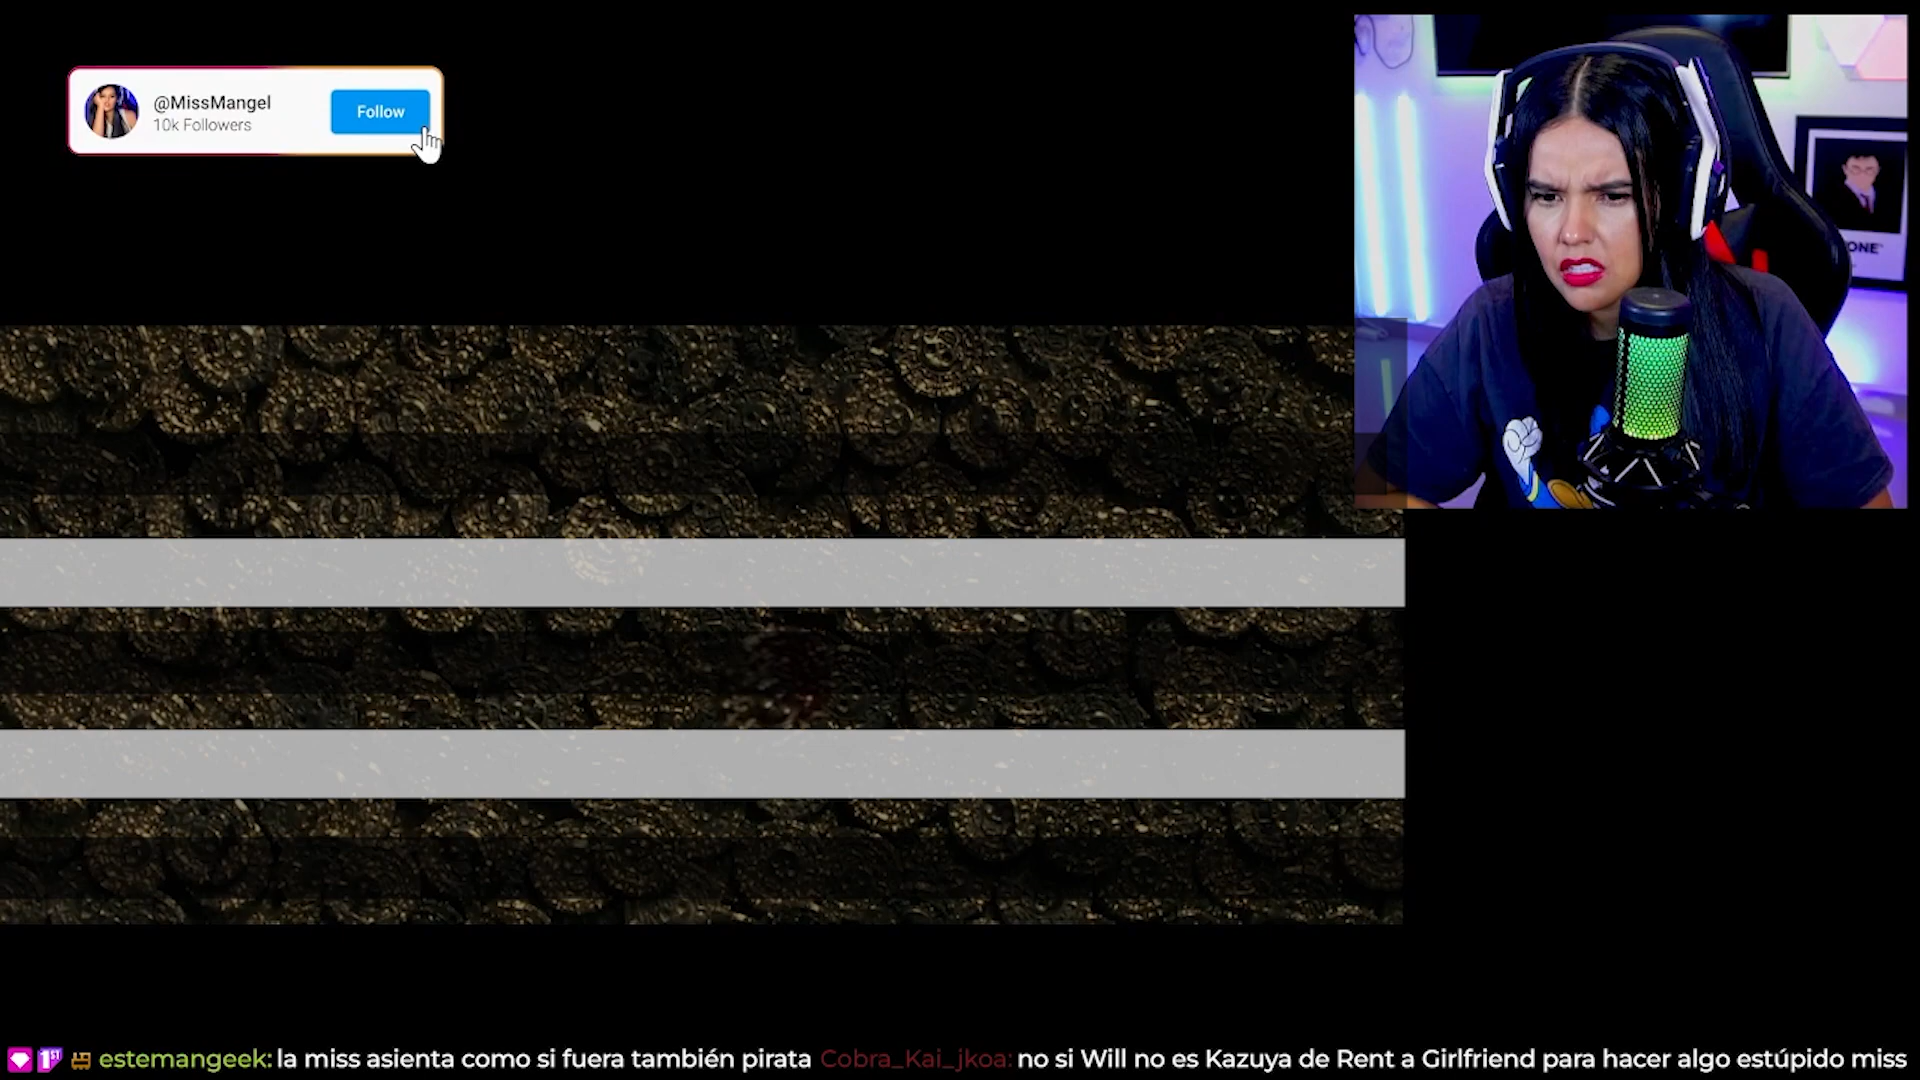 @MissMangel
10k Followers
Follow
ONE
estemangeek: la miss asienta como si fuera también pirata Cobra_Kai_jkoa: no si Will no es Kazuya de Rent a Girlfriend para hacer algo estúpido miss